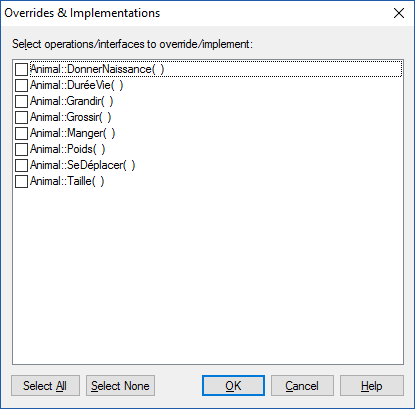 Overrides & Implementations
Select operations/interfaces to override/implement:
Animal::DonnerNaissance( )
Animal::DuréeVie( )
Animal::Grandir( )
Animal::Grossir( )
Animal::Manger( )
Animal::Poids( )
Animal::SeDéplacer( )
Animal::Taille( )
Select All Select None OK Cancel Help